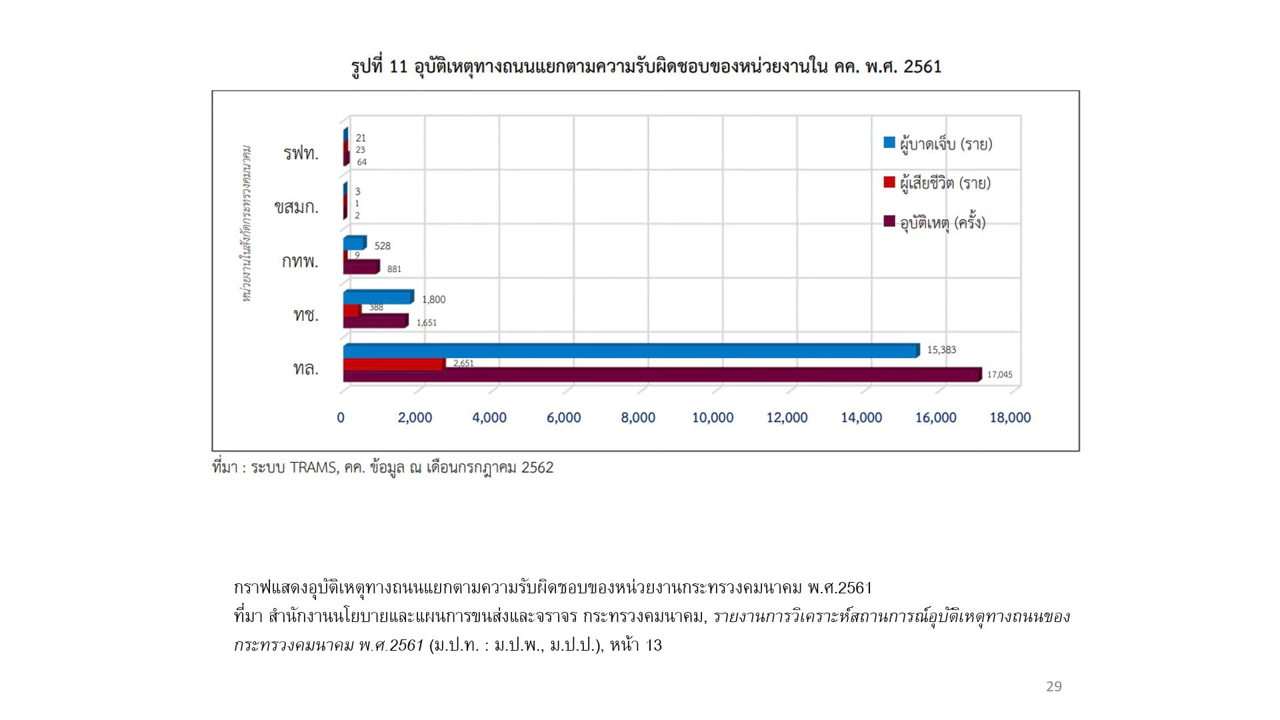 รูปที่ 11 อุบัติเหตุทางถนนแยกตามความรับผิดชอบของหน่วยงานใน คค. พ.ศ. 2561
หน่วยงานในสังกัดกระทรวงคมนาคม
รฟท.
21
23
64
ขสมก.
3
1
2
กทพ.
528
9
881
ทช.
1,800
388
1,651
ทล.
15,383
2,651
17,045
ผู้บาดเจ็บ (ราย)
ผู้เสียชีวิต (ราย)
อุบัติเหตุ (ครั้ง)
0 2,000 4,000 6,000 8,000 10,000 12,000 14,000 16,000 18,000
ที่มา : ระบบ TRAMS, คค. ข้อมูล ณ เดือนกรกฎาคม 2562
กราฟแสดงอุบัติเหตุทางถนนแยกตามความรับผิดชอบของหน่วยงานกระทรวงคมนาคม พ.ศ.2561
ที่มา สำนักงานนโยบายและแผนการขนส่งและจราจร กระทรวงคมนาคม, รายงานการวิเคราะห์สถานการณ์อุบัติเหตุทางถนนของ
กระทรวงคมนาคม พ.ศ.2561 (ม.ป.ท. : ม.ป.พ., ม.ป.ป.), หน้า 13
29